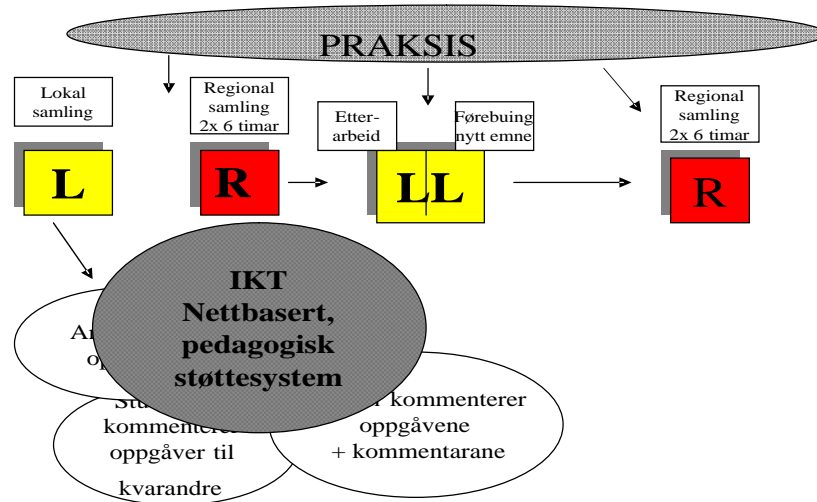 PRAKSIS
Lokal
samling
Regional
samling
2x 6 timar
Etter-
arbeid
Førebuing
nytt emne
Regional
samling
2x 6 timar
L
R
LL
R
IKT
Nettbasert,
pedagogisk
støttesystem
kommenterer
oppgåver til
kvarandre
kommenterer
oppgåvene
+ kommentarane